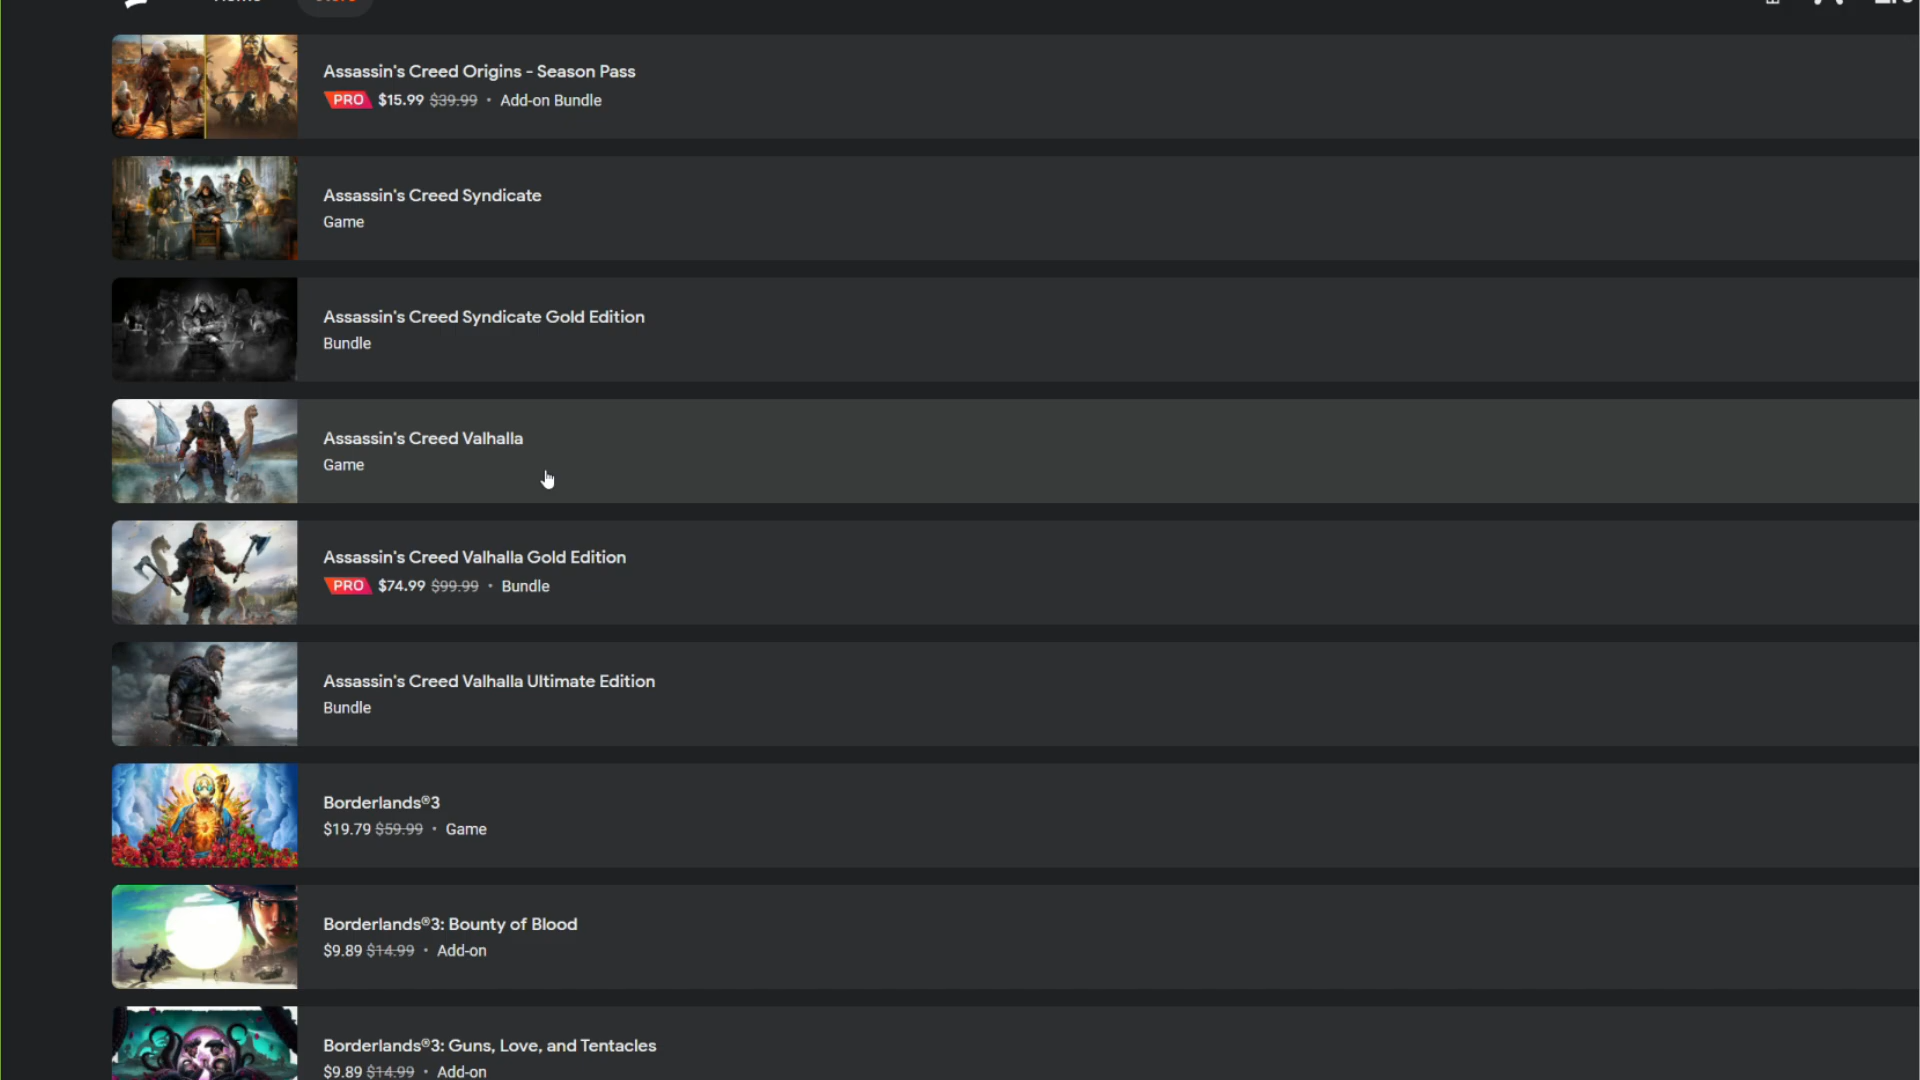 Assassin's Creed Origins - Season Pass
PRO $15.99 $39.99 • Add-on Bundle
Assassin's Creed Syndicate
Game
Assassin's Creed Syndicate Gold Edition
Bundle
Assassin's Creed Valhalla
Game
Assassin's Creed Valhalla Gold Edition
PRO $74.99 $99.99 • Bundle
Assassin's Creed Valhalla Ultimate Edition
Bundle
Borderlands®3
$19.79 $59.99 • Game
Borderlands®3: Bounty of Blood
$9.89 $14.99 • Add-on
Borderlands®3: Guns, Love, and Tentacles
$9.89 $14.99 • Add-on